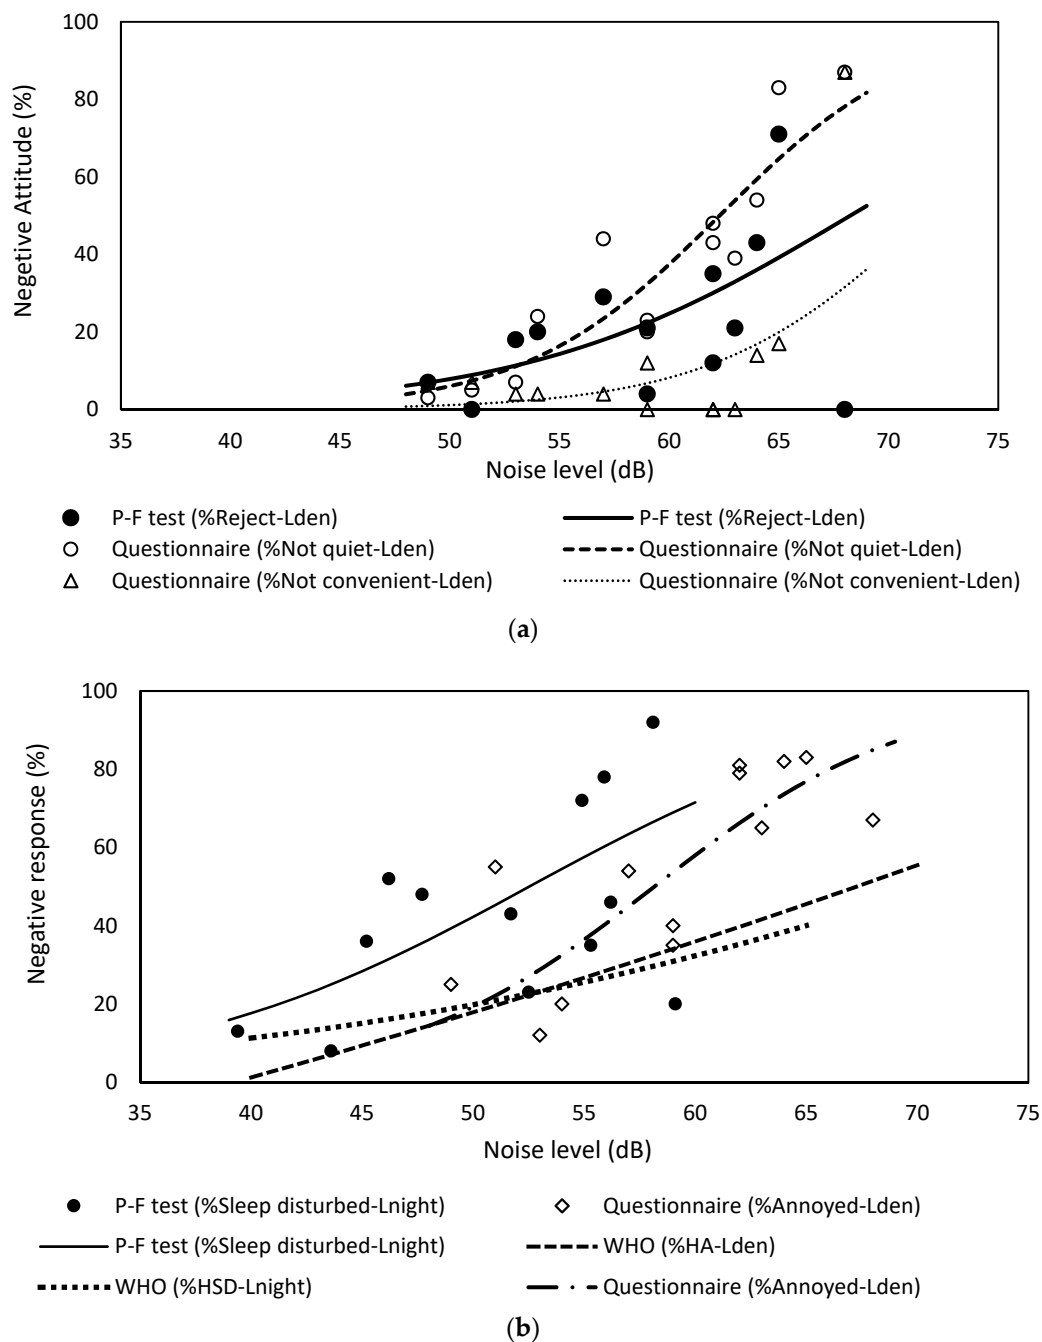 100
80
60
40
20
0
Negetive Attitude (%)
35 40 45 50 55 60 65 70 75
Noise level (dB)
P-F test (%Reject-Lden) P-F test (%Reject-Lden)
Questionnaire (%Not quiet-Lden) Questionnaire (%Not quiet-Lden)
Questionnaire (%Not convenient-Lden) Questionnaire (%Not convenient-Lden)
(a)
100
80
60
40
20
0
Negative response (%)
35 40 45 50 55 60 65 70 75
Noise level (dB)
P-F test (%Sleep disturbed-Lnight) Questionnaire (%Annoyed-Lden)
P-F test (%Sleep disturbed-Lnight) WHO (%HA-Lden)
WHO (%HSD-Lnight) Questionnaire (%Annoyed-Lden)
(b)